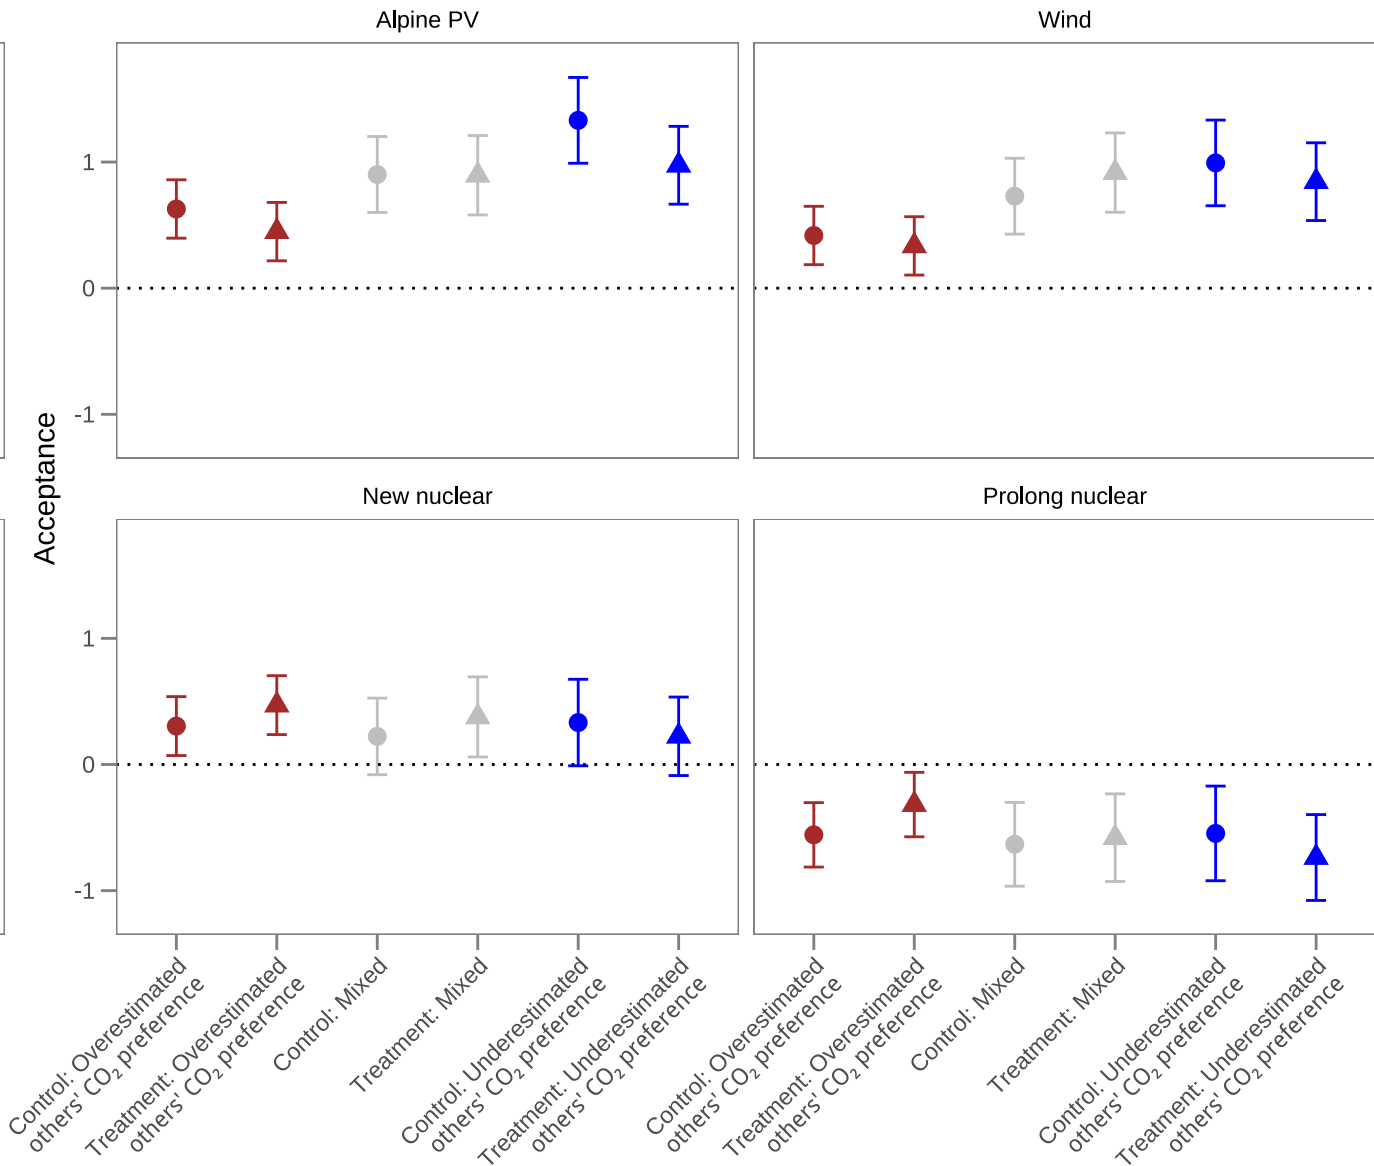 Alpine PV
Wind
1
0
-1
Acceptance
New nuclear
Prolong nuclear
1
0
-1
Control: Overestimated
others' CO₂ preference
Treatment: Overestimated
others' CO₂ preference
Control: Mixed
Treatment: Mixed
Control: Underestimated
others' CO₂ preference
Treatment: Underestimated
others' CO₂ preference
Control: Overestimated
others' CO₂ preference
Treatment: Overestimated
others' CO₂ preference
Control: Mixed
Treatment: Mixed
Control: Underestimated
others' CO₂ preference
Treatment: Underestimated
others' CO₂ preference